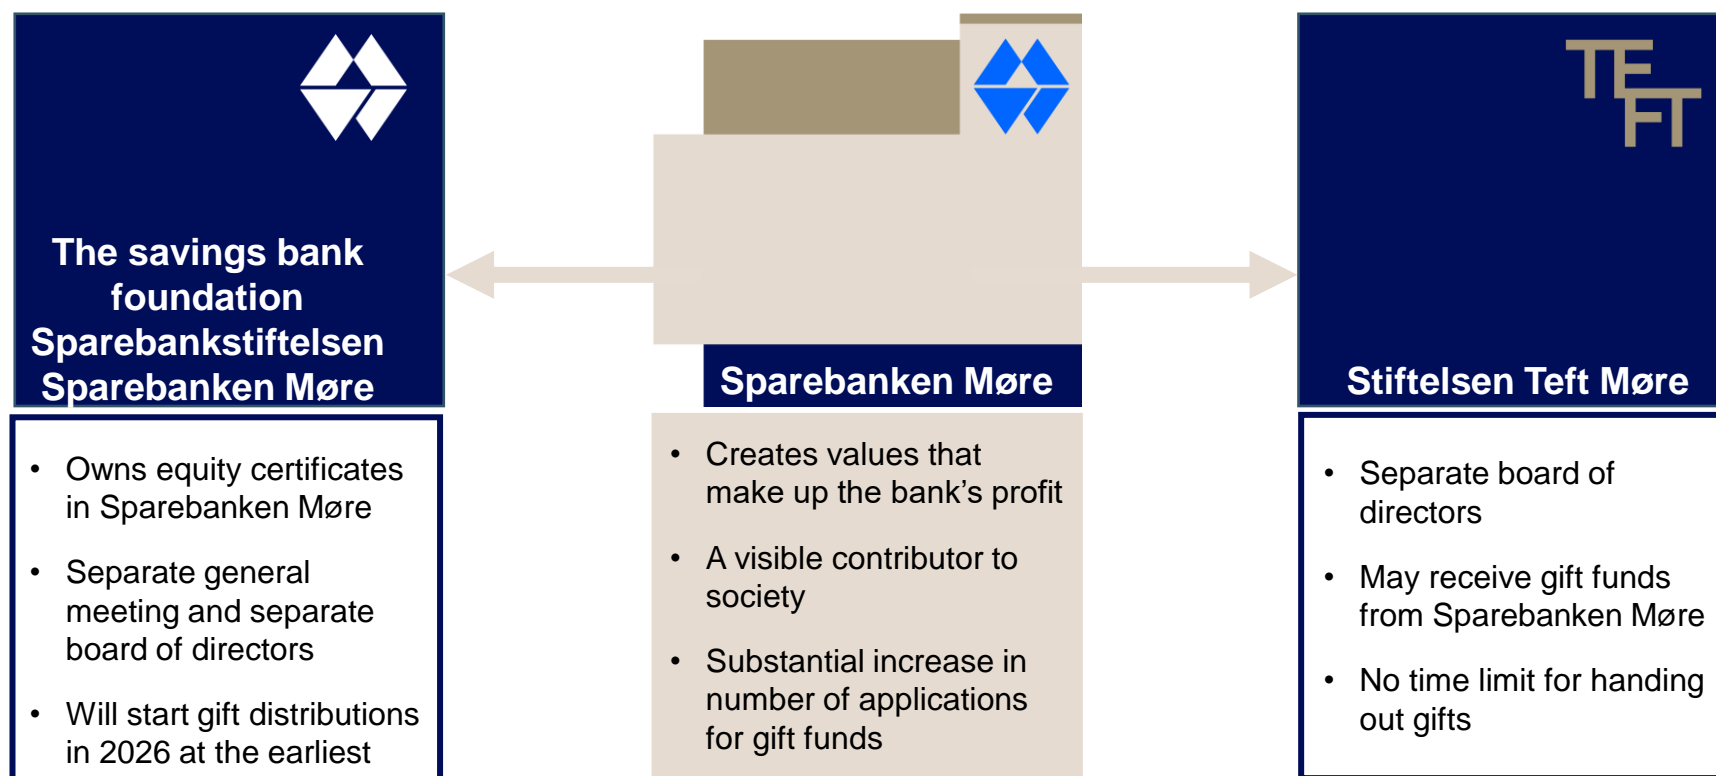 TEFT
The savings bank
foundation
Sparebankstiftelsen
Sparebanken Møre
• Owns equity certificates
in Sparebanken Møre
• Separate general
meeting and separate
board of directors
• Will start gift distributions
in 2026 at the earliest
Sparebanken Møre
• Creates values that
make up the bank’s profit
• A visible contributor to
society
• Substantial increase in
number of applications
for gift funds
Stiftelsen Teft Møre
• Separate board of
directors
• May receive gift funds
from Sparebanken Møre
• No time limit for handing
out gifts